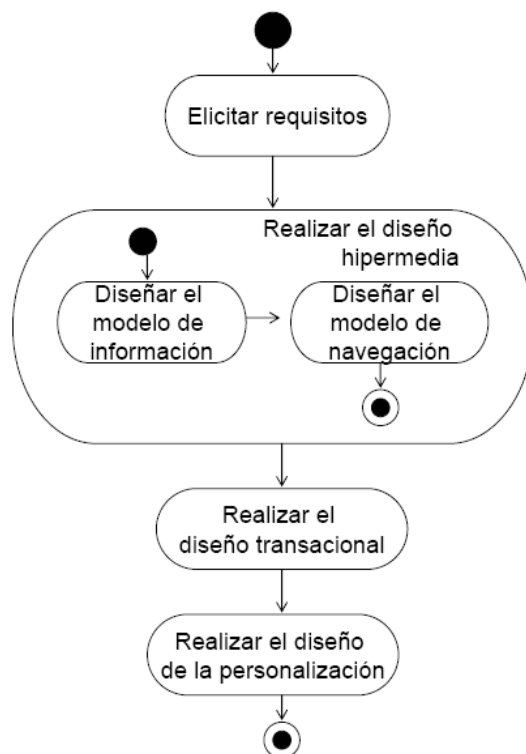 Elicitar requisitos
Realizar el diseño
hipermedia
Diseñar el
modelo de
información
Diseñar el
modelo de
navegación
Realizar el
diseño transacional
Realizar el diseño
de la personalización